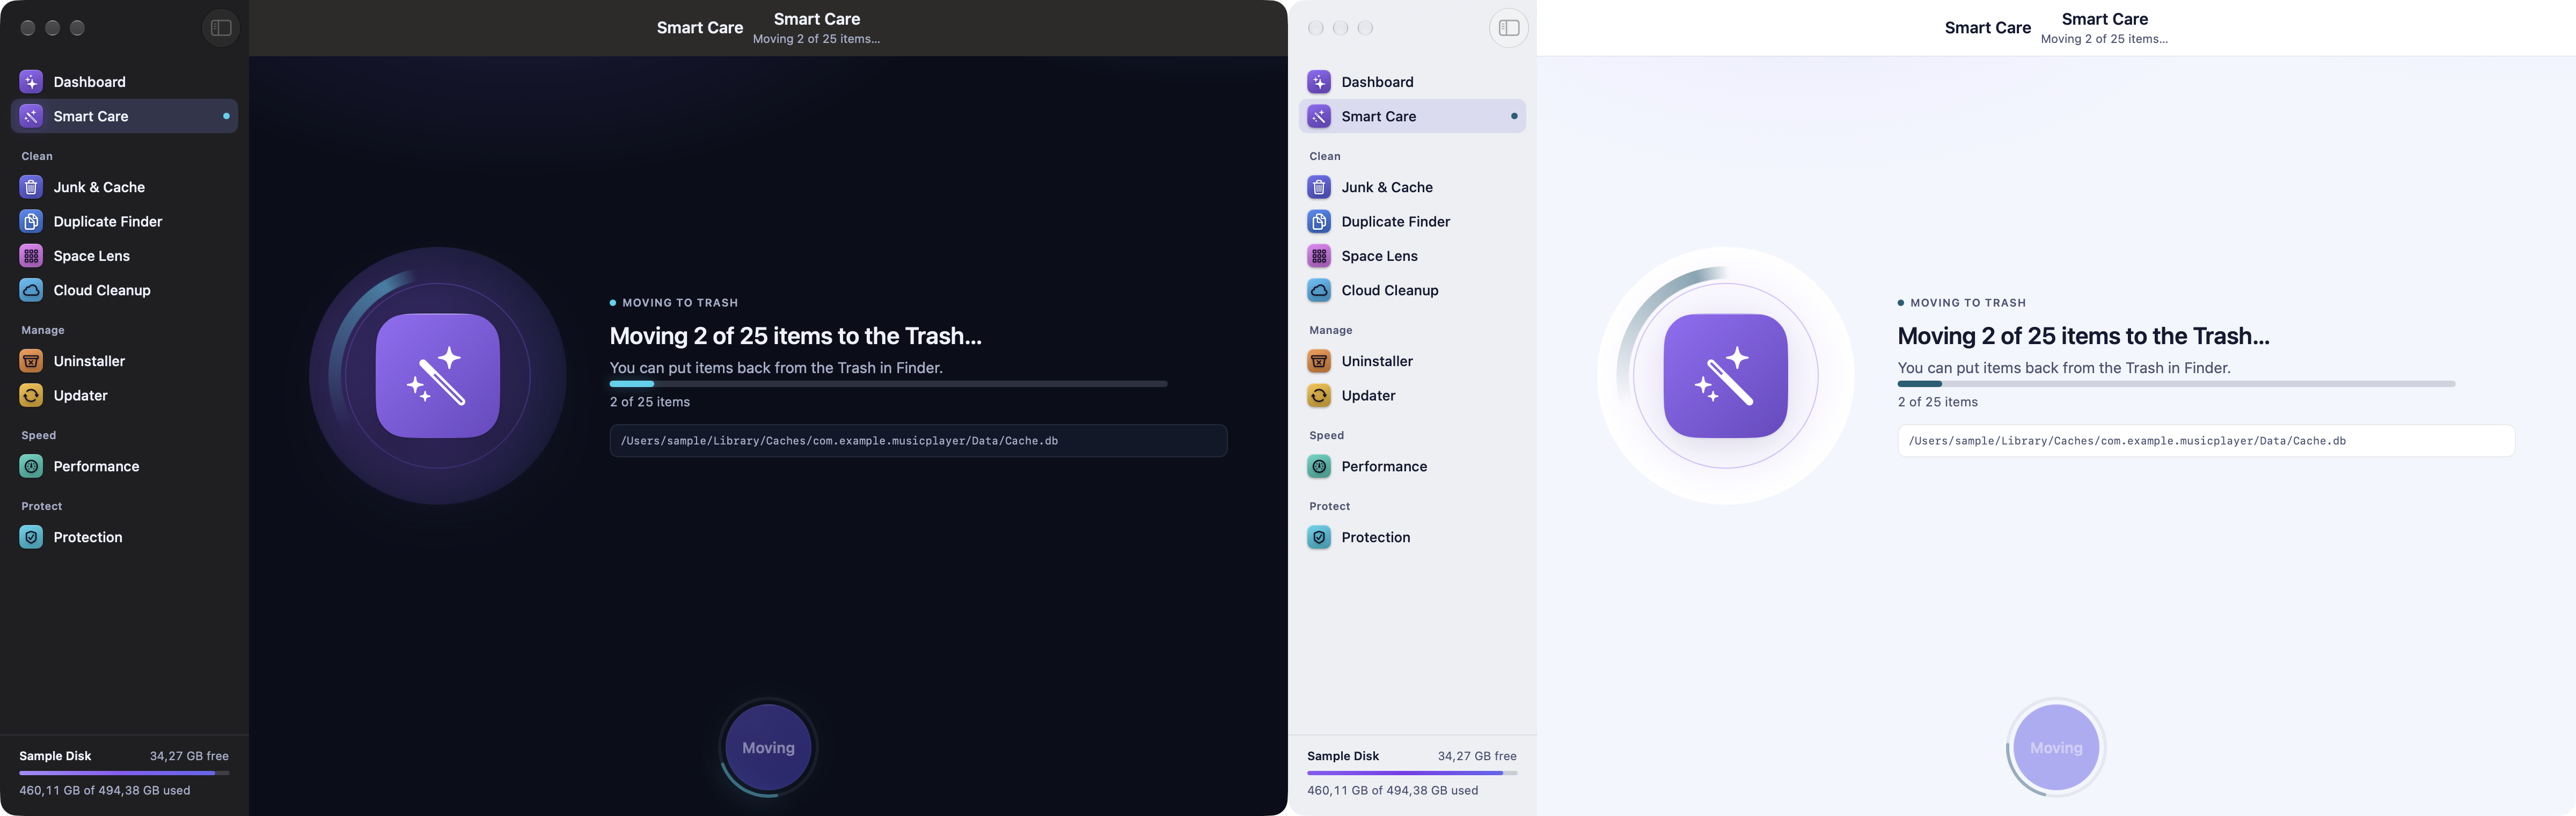 Smart Care
Smart Care
Moving 2 of 25 items...
Dashboard
Smart Care
Clean
Junk & Cache
Duplicate Finder
Space Lens
Cloud Cleanup
Manage
Uninstaller
Updater
Speed
Performance
Protect
Protection
Sample Disk 34,27 GB free
460,11 GB of 494,38 GB used
MOVING TO TRASH
Moving 2 of 25 items to the Trash...
You can put items back from the Trash in Finder.
2 of 25 items
/Users/sample/Library/Caches/com.example.musicplayer/Data/Cache.db
Moving
Smart Care
Smart Care
Moving 2 of 25 items...
Dashboard
Smart Care
Clean
Junk & Cache
Duplicate Finder
Space Lens
Cloud Cleanup
Manage
Uninstaller
Updater
Speed
Performance
Protect
Protection
Sample Disk 34,27 GB free
460,11 GB of 494,38 GB used
MOVING TO TRASH
Moving 2 of 25 items to the Trash...
You can put items back from the Trash in Finder.
2 of 25 items
/Users/sample/Library/Caches/com.example.musicplayer/Data/Cache.db
Moving